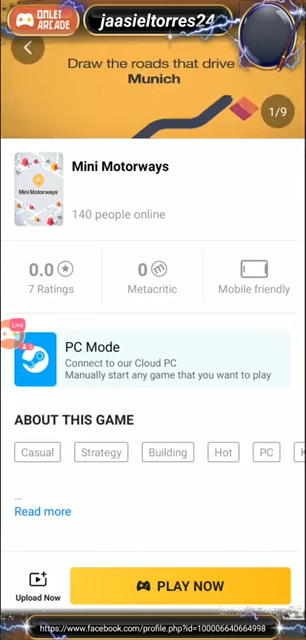 OMLET
ARCADE
jaasieltorres24
Draw the roads that drive
Munich
1/9
Mini Motorways
Mini Motorways
140 people online
0.0
0
7 Ratings
Metacritic
Mobile friendly
Live
PC Mode
Connect to our Cloud PC
Manually start any game that you want to play
ABOUT THIS GAME
Casual
Strategy
Building
Hot
PC
...
Read more
Upload Now
PLAY NOW
https://www.facebook.com/profile.php?id=100006640664998